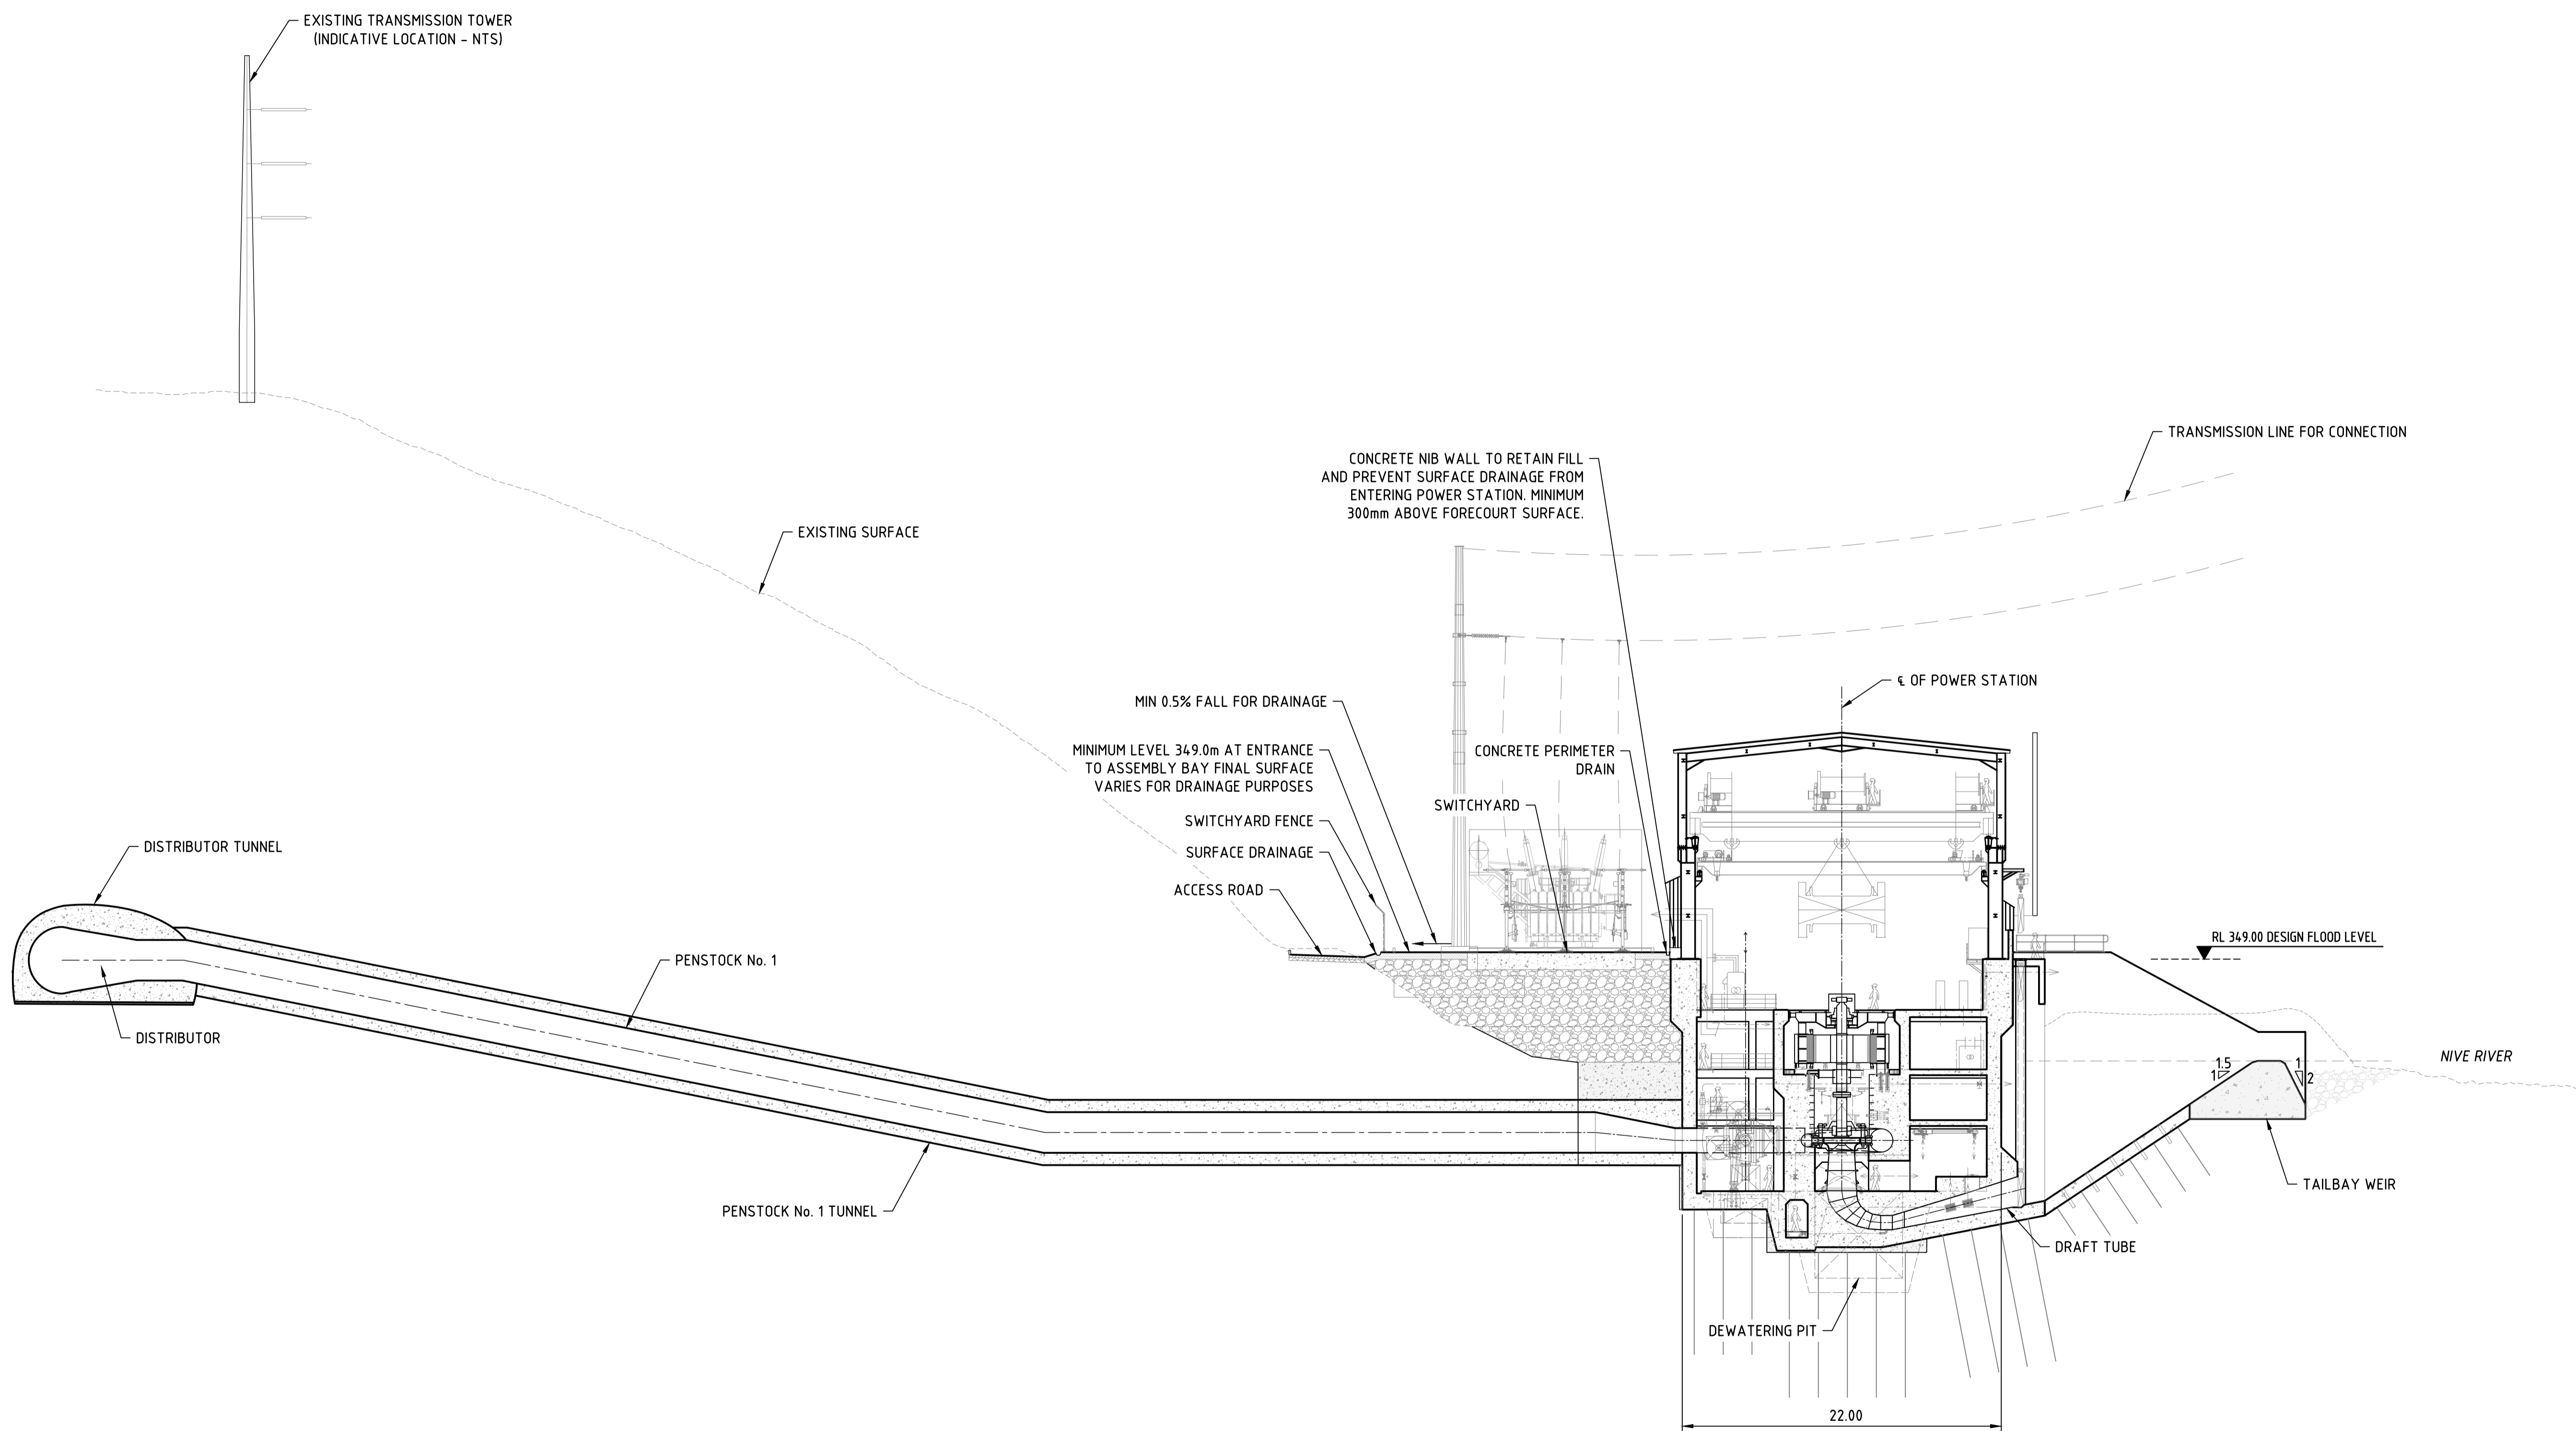 EXISTING TRANSMISSION TOWER
(INDICATIVE LOCATION - NTS)
TRANSMISSION LINE FOR CONNECTION
CONCRETE NIB WALL TO RETAIN FILL
AND PREVENT SURFACE DRAINAGE FROM
ENTERING POWER STATION. MINIMUM
300mm ABOVE FORECOURT SURFACE.
EXISTING SURFACE
℄ OF POWER STATION
MIN 0.5% FALL FOR DRAINAGE
MINIMUM LEVEL 349.0m AT ENTRANCE
TO ASSEMBLY BAY FINAL SURFACE
VARIES FOR DRAINAGE PURPOSES
CONCRETE PERIMETER
DRAIN
SWITCHYARD
SWITCHYARD FENCE
SURFACE DRAINAGE
ACCESS ROAD
DISTRIBUTOR TUNNEL
PENSTOCK No. 1
RL 349.00 DESIGN FLOOD LEVEL
DISTRIBUTOR
NIVE RIVER
1.5
1
1
2
TAILBAY WEIR
PENSTOCK No. 1 TUNNEL
DRAFT TUBE
DEWATERING PIT
22.00